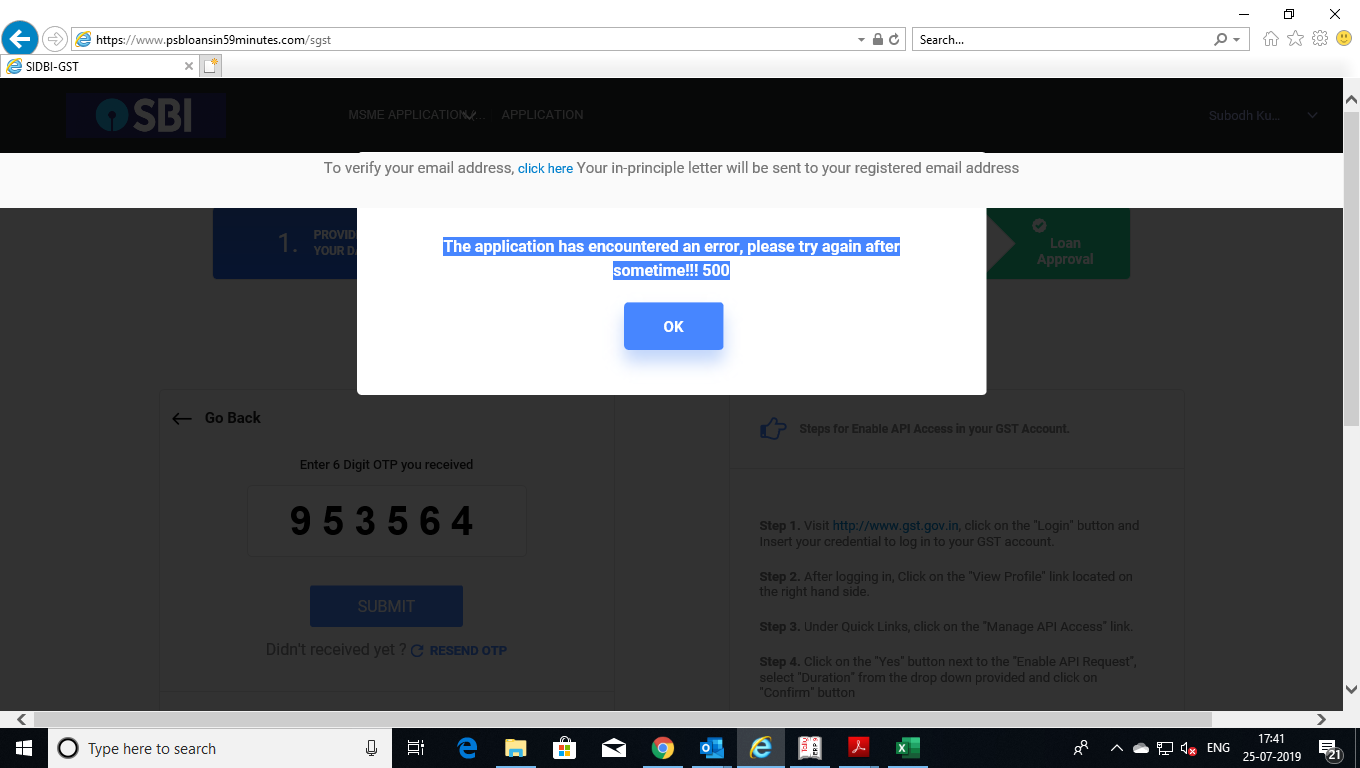 https://www.psbloansin59minutes.com/sgst
Search...
SIDBI-GST
SBI
MSME APPLICATION ...
APPLICATION
Subodh Ku...
To verify your email address, click here Your in-principle letter will be sent to your registered email address
1.
PROVID
YOUR DA
The application has encountered an error, please try again after
sometime!!! 500
OK
Loan
Approval
Go Back
Enter 6 Digit OTP you received
953564
SUBMIT
Didn't received yet ? RESEND OTP
Steps for Enable API Access in your GST Account.
Step 1. Visit http://www.gst.gov.in, click on the "Login" button and
Insert your credential to log in to your GST account.
Step 2. After logging in, Click on the "View Profile" link located on
the right hand side.
Step 3. Under Quick Links, click on the "Manage API Access" link.
Step 4. Click on the "Yes" button next to the "Enable API Request",
select "Duration" from the drop down provided and click on
"Confirm" button
Type here to search
ENG
17:41
25-07-2019
21